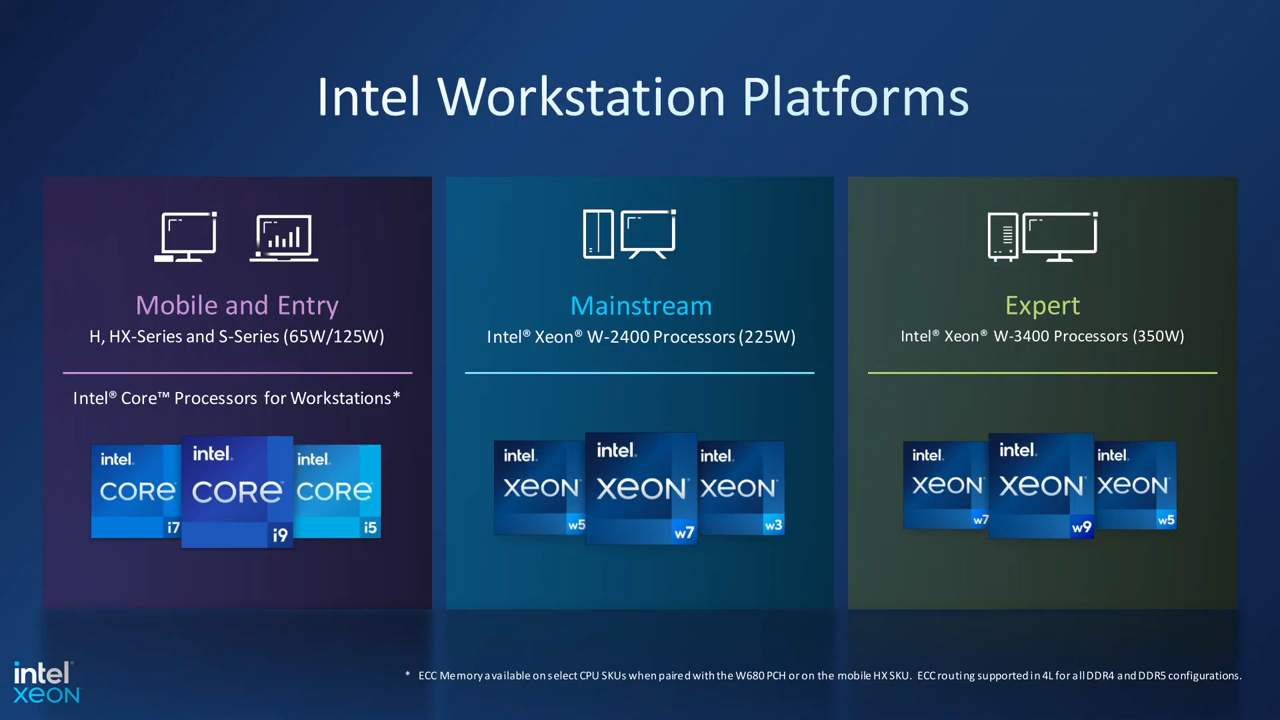 Intel Workstation Platforms
Mobile and Entry
H, HX-Series and S-Series (65W/125W)
Intel® Core™ Processors for Workstations*
intel.
CORE
i7
intel.
CORE™
i9
intel.
CORE™
i5
Mainstream
Intel® Xeon® W-2400 Processors (225W)
intel.
XEON®
w5
intel.
XEON®
w7
intel.
XEON®
w3
Expert
Intel® Xeon® W-3400 Processors (350W)
intel.
XEON®
w7
intel.
XEON®
w9
intel.
XEON®
w5
intel®
XEON®
* ECC Memory available on select CPU SKUs when paired with the W680 PCH or on the mobile HX SKU. ECC routing supported in 4L for all DDR4 and DDR5 configurations.